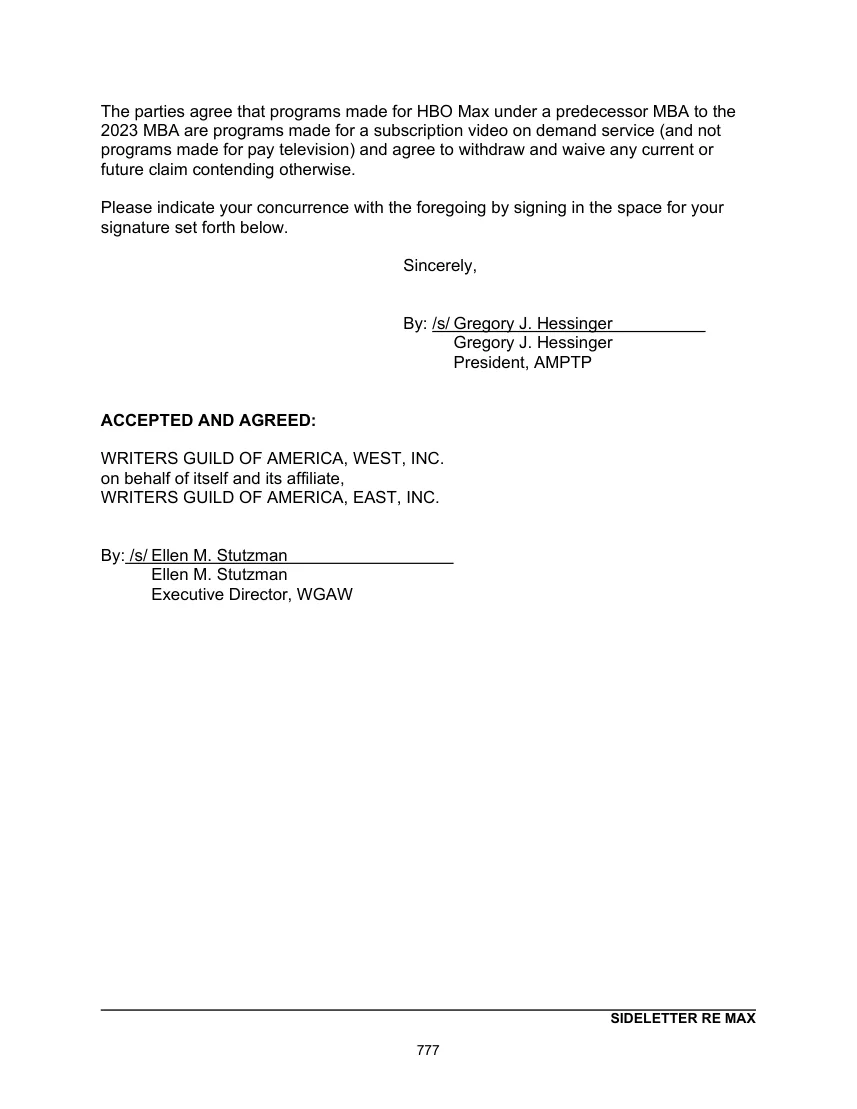 The parties agree that programs made for HBO Max under a predecessor MBA to the
2023 MBA are programs made for a subscription video on demand service (and not
programs made for pay television) and agree to withdraw and waive any current or
future claim contending otherwise.
Please indicate your concurrence with the foregoing by signing in the space for your
signature set forth below.
Sincerely,
By: /s/ Gregory J. Hessinger
Gregory J. Hessinger
President, AMPTP
ACCEPTED AND AGREED:
WRITERS GUILD OF AMERICA, WEST, INC.
on behalf of itself and its affiliate,
WRITERS GUILD OF AMERICA, EAST, INC.
By: /s/ Ellen M. Stutzman
Ellen M. Stutzman
Executive Director, WGAW
SIDELETTER RE MAX
777